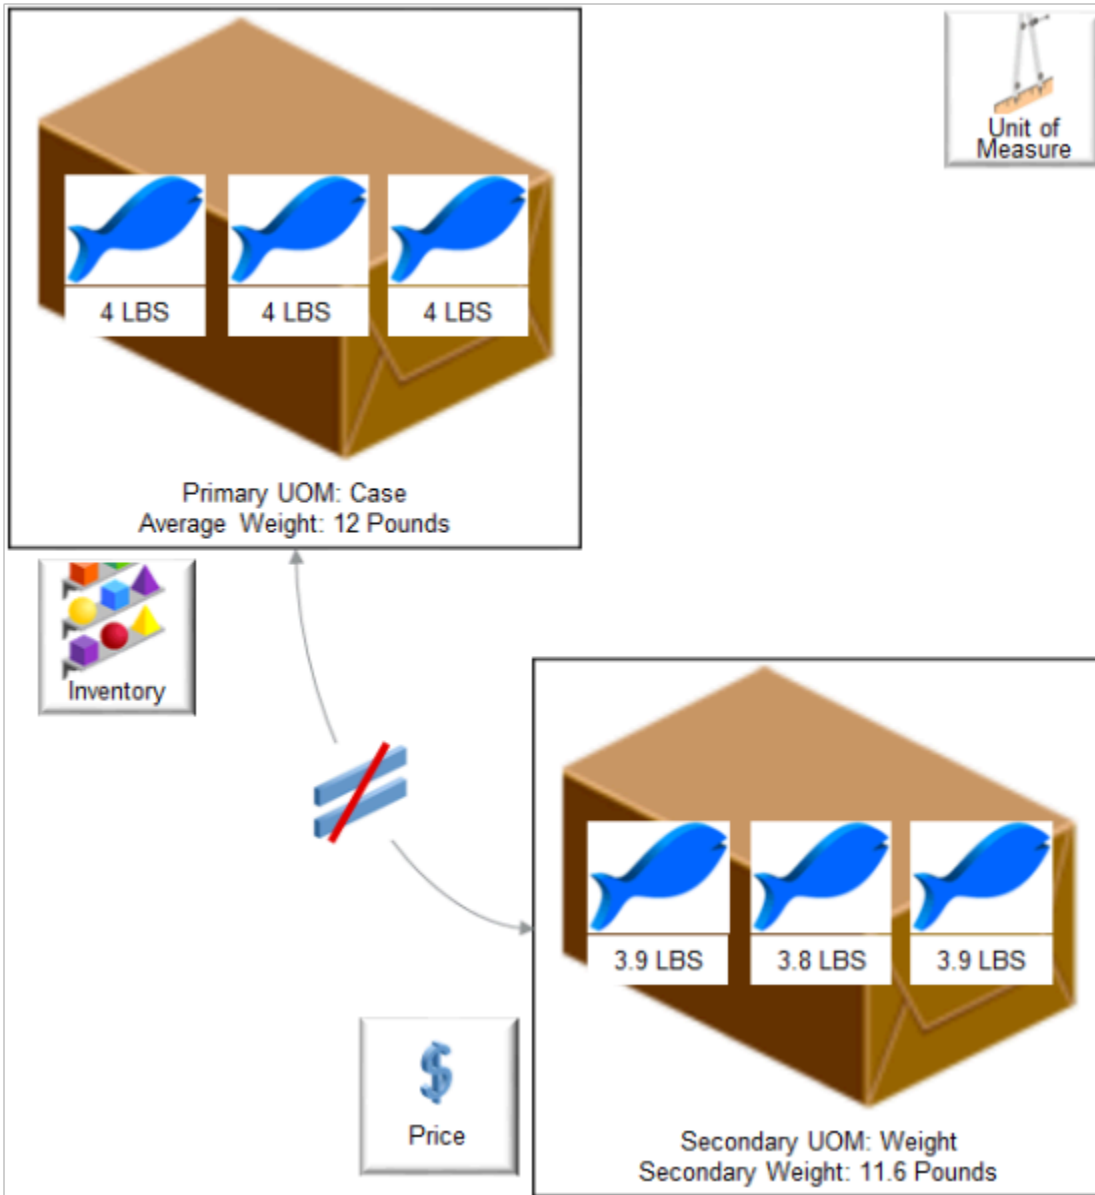 Unit of
Measure
4 LBS
4 LBS
4 LBS
Primary UOM: Case
Average Weight: 12 Pounds
Inventory
3.9 LBS
3.8 LBS
3.9 LBS
$
Price
Secondary UOM: Weight
Secondary Weight: 11.6 Pounds